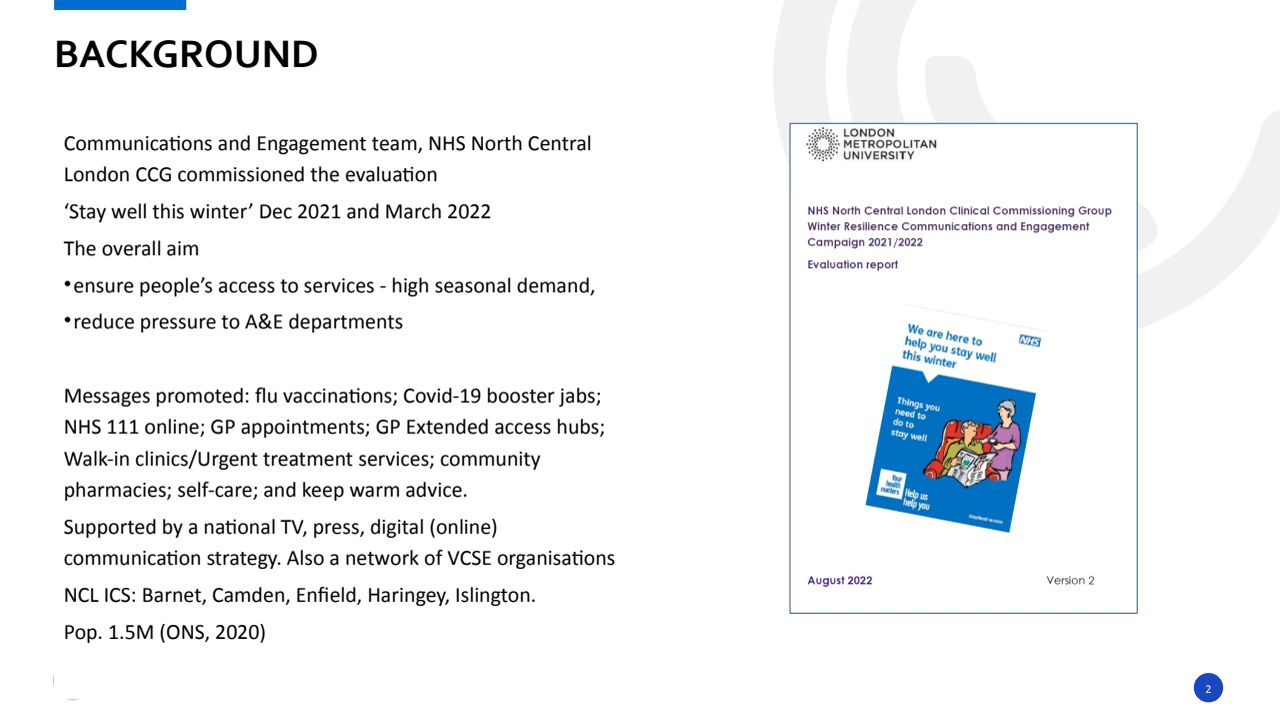 BACKGROUND
Communications and Engagement team, NHS North Central
London CCG commissioned the evaluation
‘Stay well this winter’ Dec 2021 and March 2022
The overall aim
•ensure people’s access to services - high seasonal demand,
•reduce pressure to A&E departments
Messages promoted: flu vaccinations; Covid-19 booster jabs;
NHS 111 online; GP appointments; GP Extended access hubs;
Walk-in clinics/Urgent treatment services; community
pharmacies; self-care; and keep warm advice.
Supported by a national TV, press, digital (online)
communication strategy. Also a network of VCSE organisations
NCL ICS: Barnet, Camden, Enfield, Haringey, Islington.
Pop. 1.5M (ONS, 2020)
LONDON
METROPOLITAN
UNIVERSITY
NHS North Central London Clinical Commissioning Group
Winter Resilience Communications and Engagement
Campaign 2021/2022
Evaluation report
We are here to
help you stay well
this winter
NHS
Things you
need to
do to
stay well
Your
health
matters
Help us
help you
August 2022
Version 2
2